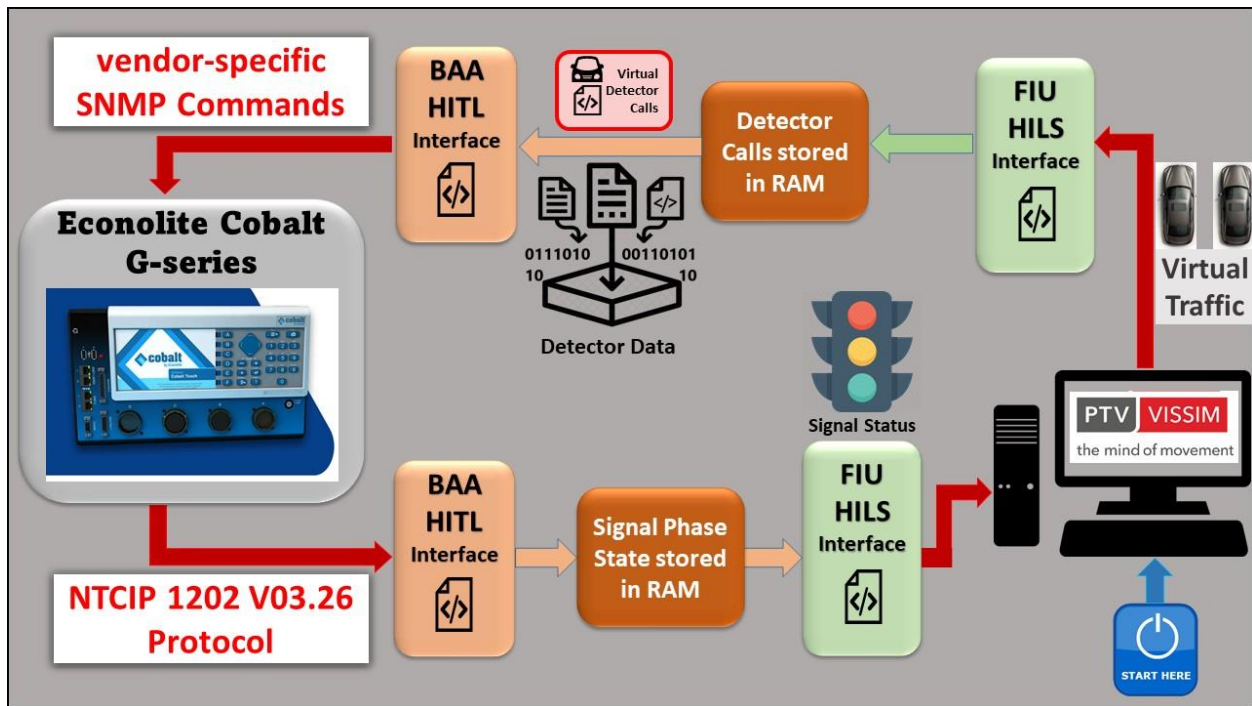 vendor-specific
SNMP Commands
BAA
HITL
Interface
Virtual
Detector
Calls
Detector
Calls stored
in RAM
FIU
HILS
Interface
Econolite Cobalt
G-series
cobalt
cobalt
Cobalt Touch
0111010
10
00110101
10
Detector Data
Virtual
Traffic
Signal Status
PTV VISSIM
the mind of movement
BAA
HITL
Interface
Signal Phase
State stored
in RAM
FIU
HILS
Interface
NTCIP 1202 V03.26
Protocol
START HERE